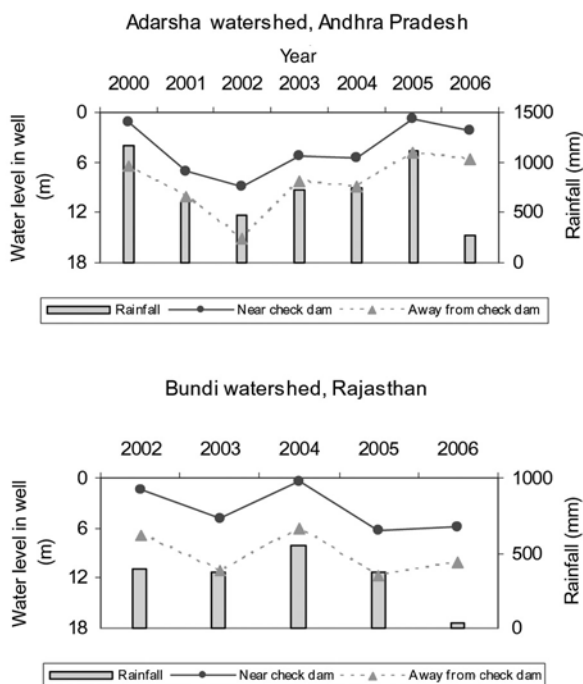 Adarsha watershed, Andhra Pradesh
Year
2000 2001 2002 2003 2004 2005 2006
Water level in well
(m)
0
6
12
18
1500
1000
500
0
Rainfall (mm)
Rainfall Near check dam Away from check dam
Bundi watershed, Rajasthan
2002 2003 2004 2005 2006
Water level in well
(m)
0
6
12
18
1000
500
0
Rainfall (mm)
Rainfall Near check dam Away from check dam